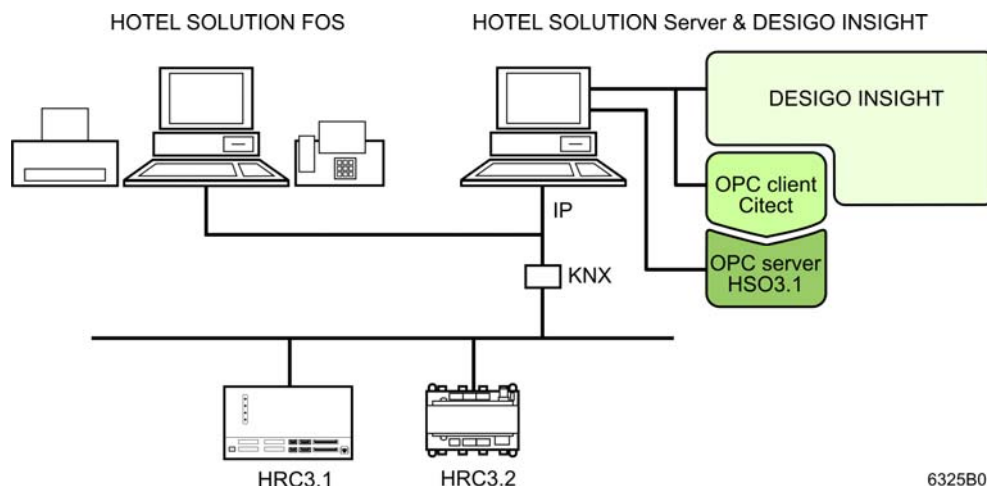 HOTEL SOLUTION FOS
HOTEL SOLUTION Server & DESIGO INSIGHT
DESIGO INSIGHT
OPC client
Citect
IP
OPC server
HSO3.1
KNX
HRC3.1
HRC3.2
6325B0